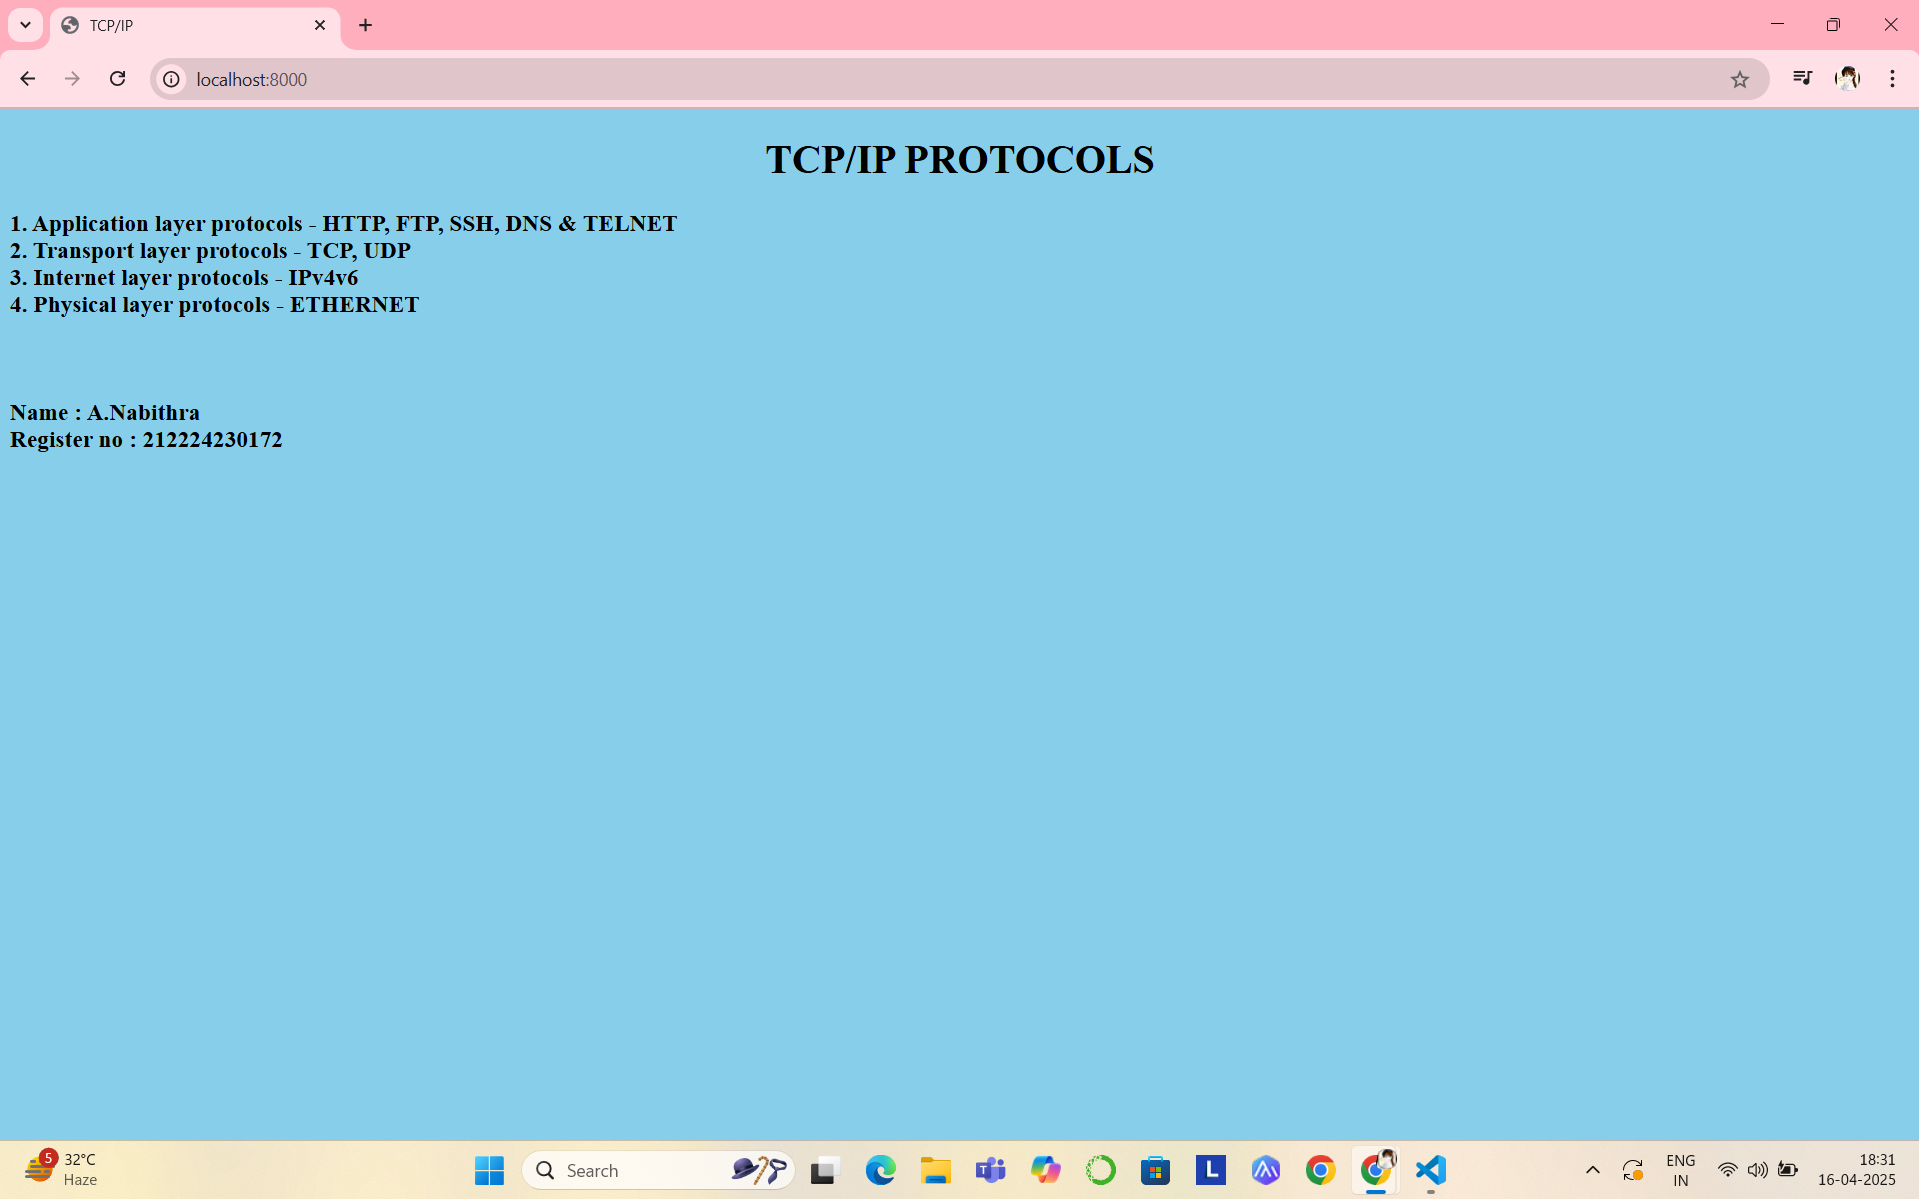 TCP/IP
localhost:8000
TCP/IP PROTOCOLS
1. Application layer protocols - HTTP, FTP, SSH, DNS & TELNET
2. Transport layer protocols - TCP, UDP
3. Internet layer protocols - IPv4v6
4. Physical layer protocols - ETHERNET
Name : A.Nabithra
Register no : 212224230172
5
32°C
Haze
Search
T
L
ENG
IN
18:31
16-04-2025